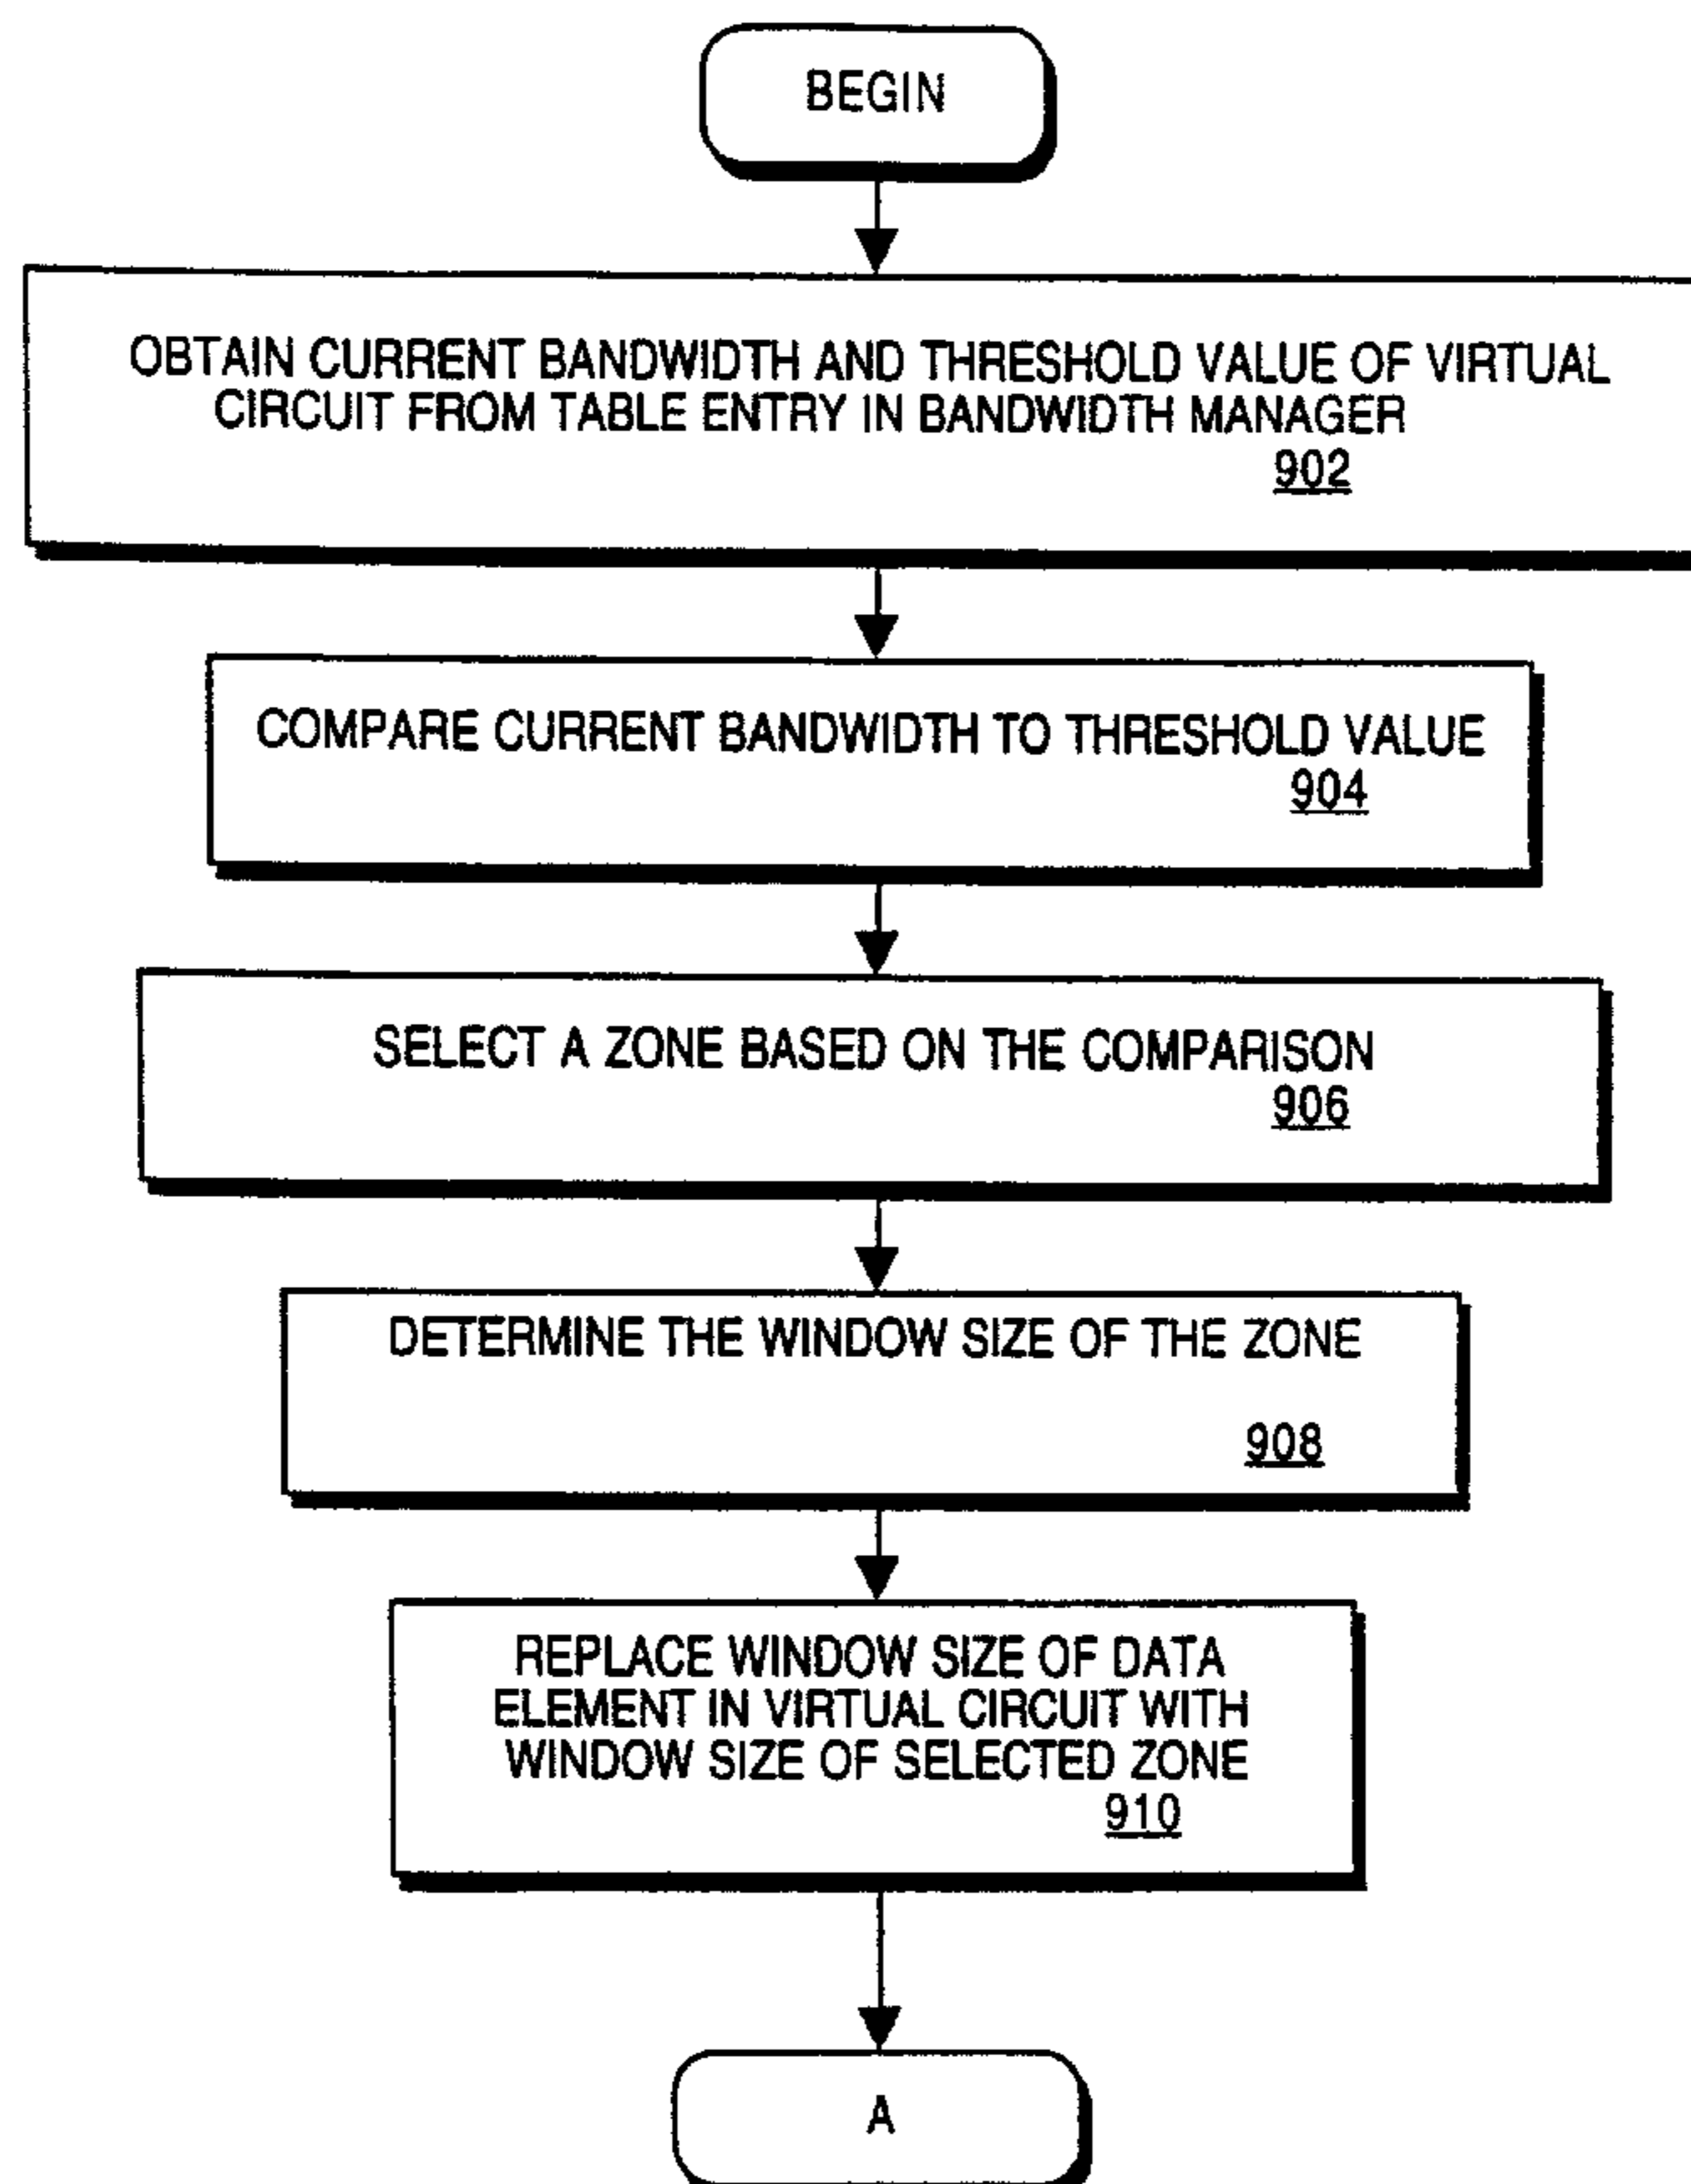 BEGIN
OBTAIN CURRENT BANDWIDTH AND THRESHOLD VALUE OF VIRTUAL
CIRCUIT FROM TABLE ENTRY IN BANDWIDTH MANAGER
902
COMPARE CURRENT BANDWIDTH TO THRESHOLD VALUE
904
SELECT A ZONE BASED ON THE COMPARISON
906
DETERMINE THE WINDOW SIZE OF THE ZONE
908
REPLACE WINDOW SIZE OF DATA
ELEMENT IN VIRTUAL CIRCUIT WITH
WINDOW SIZE OF SELECTED ZONE
910
A